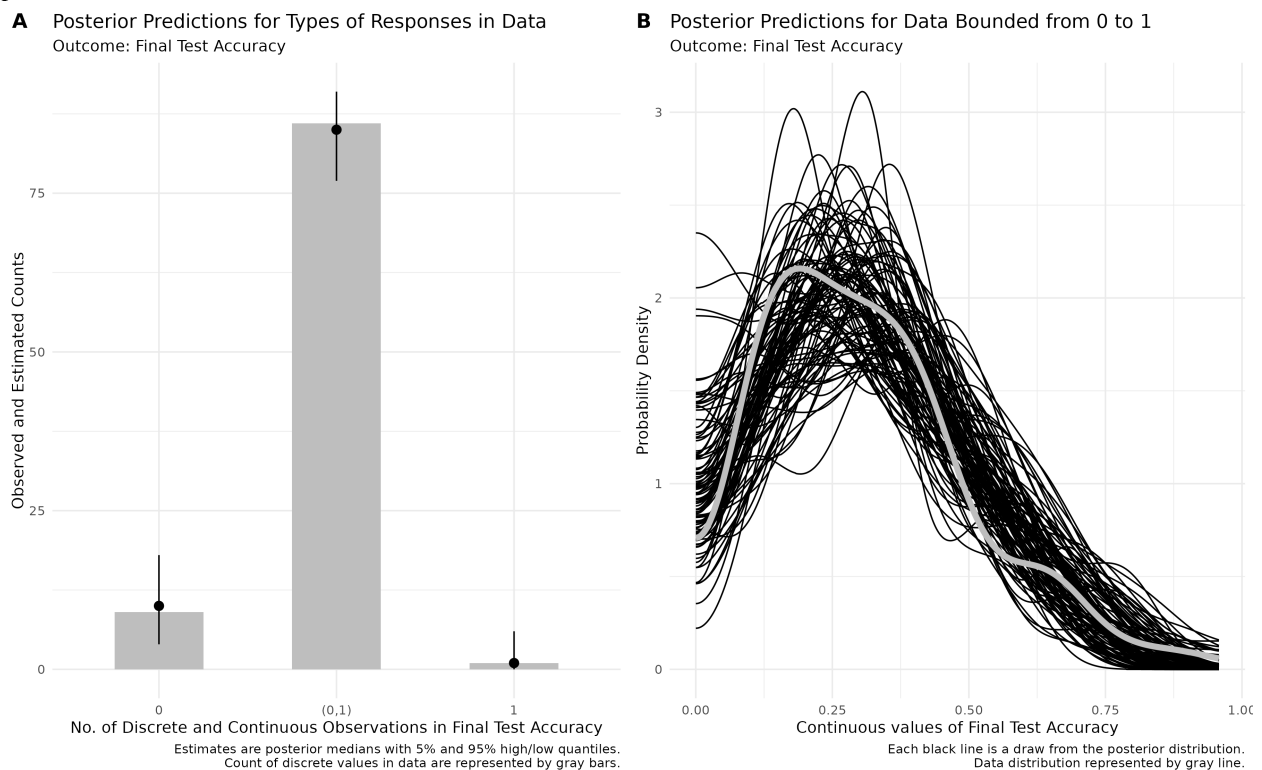 A Posterior Predictions for Types of Responses in Data
Outcome: Final Test Accuracy
Observed and Estimated Counts
75
50
25
0
0 (0,1) 1
No. of Discrete and Continuous Observations in Final Test Accuracy
Estimates are posterior medians with 5% and 95% high/low quantiles.
Count of discrete values in data are represented by gray bars.
B Posterior Predictions for Data Bounded from 0 to 1
Outcome: Final Test Accuracy
Probability Density
3
2
1
0
0.00 0.25 0.50 0.75 1.00
Continuous values of Final Test Accuracy
Each black line is a draw from the posterior distribution.
Data distribution represented by gray line.